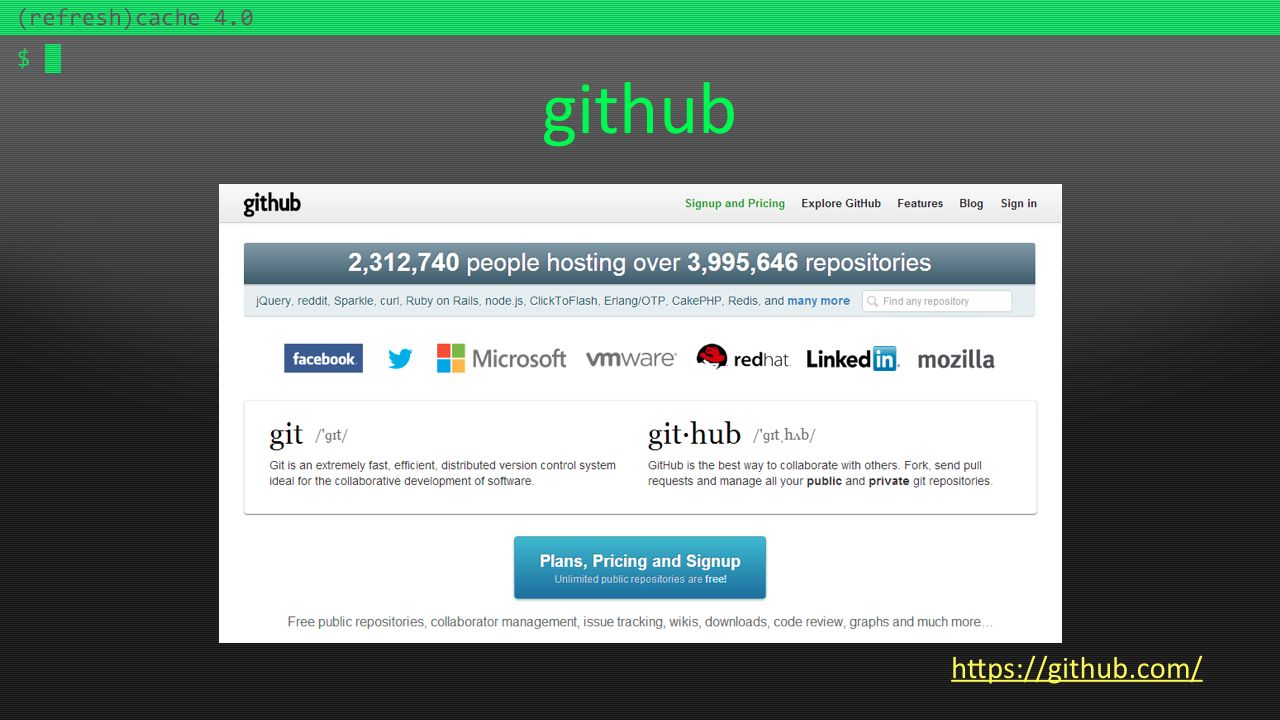 (refresh)cache 4.0
$
github
github
Signup and Pricing Explore GitHub Features Blog Sign in
2,312,740 people hosting over 3,995,646 repositories
jQuery, reddit, Sparkle, curl, Ruby on Rails, node.js, ClickToFlash, Erlang/OTP, CakePHP, Redis, and many more
Find any repository
facebook. Microsoft vmware redhat. Linked in mozilla
git /ˈɡɪt/
Git is an extremely fast, efficient, distributed version control system
ideal for the collaborative development of software.
git·hub /ˈɡɪtˌhʌb/
GitHub is the best way to collaborate with others. Fork, send pull
requests and manage all your public and private git repositories.
Plans, Pricing and Signup
Unlimited public repositories are free!
Free public repositories, collaborator management, issue tracking, wikis, downloads, code review, graphs and much more…
https://github.com/